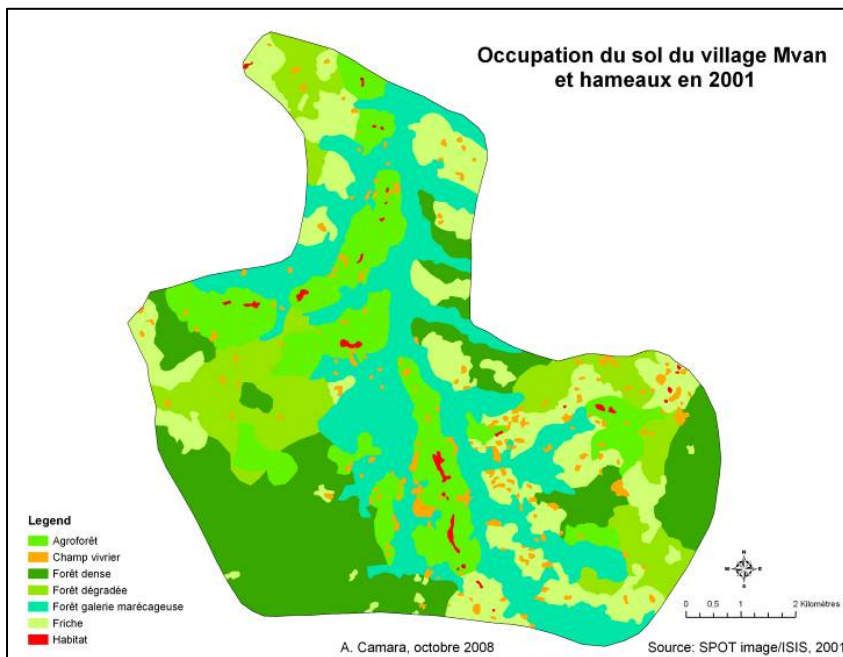 Occupation du sol du village Mvan
et hameaux en 2001
Legend
Agroforêt
Champ vivrier
Forêt dense
Forêt dégradée
Forêt galerie marécageuse
Friche
Habitat
N
W E
S
0 0,5 1 2 Kilomètres
A. Camara, octobre 2008
Source: SPOT image/ISIS, 2001